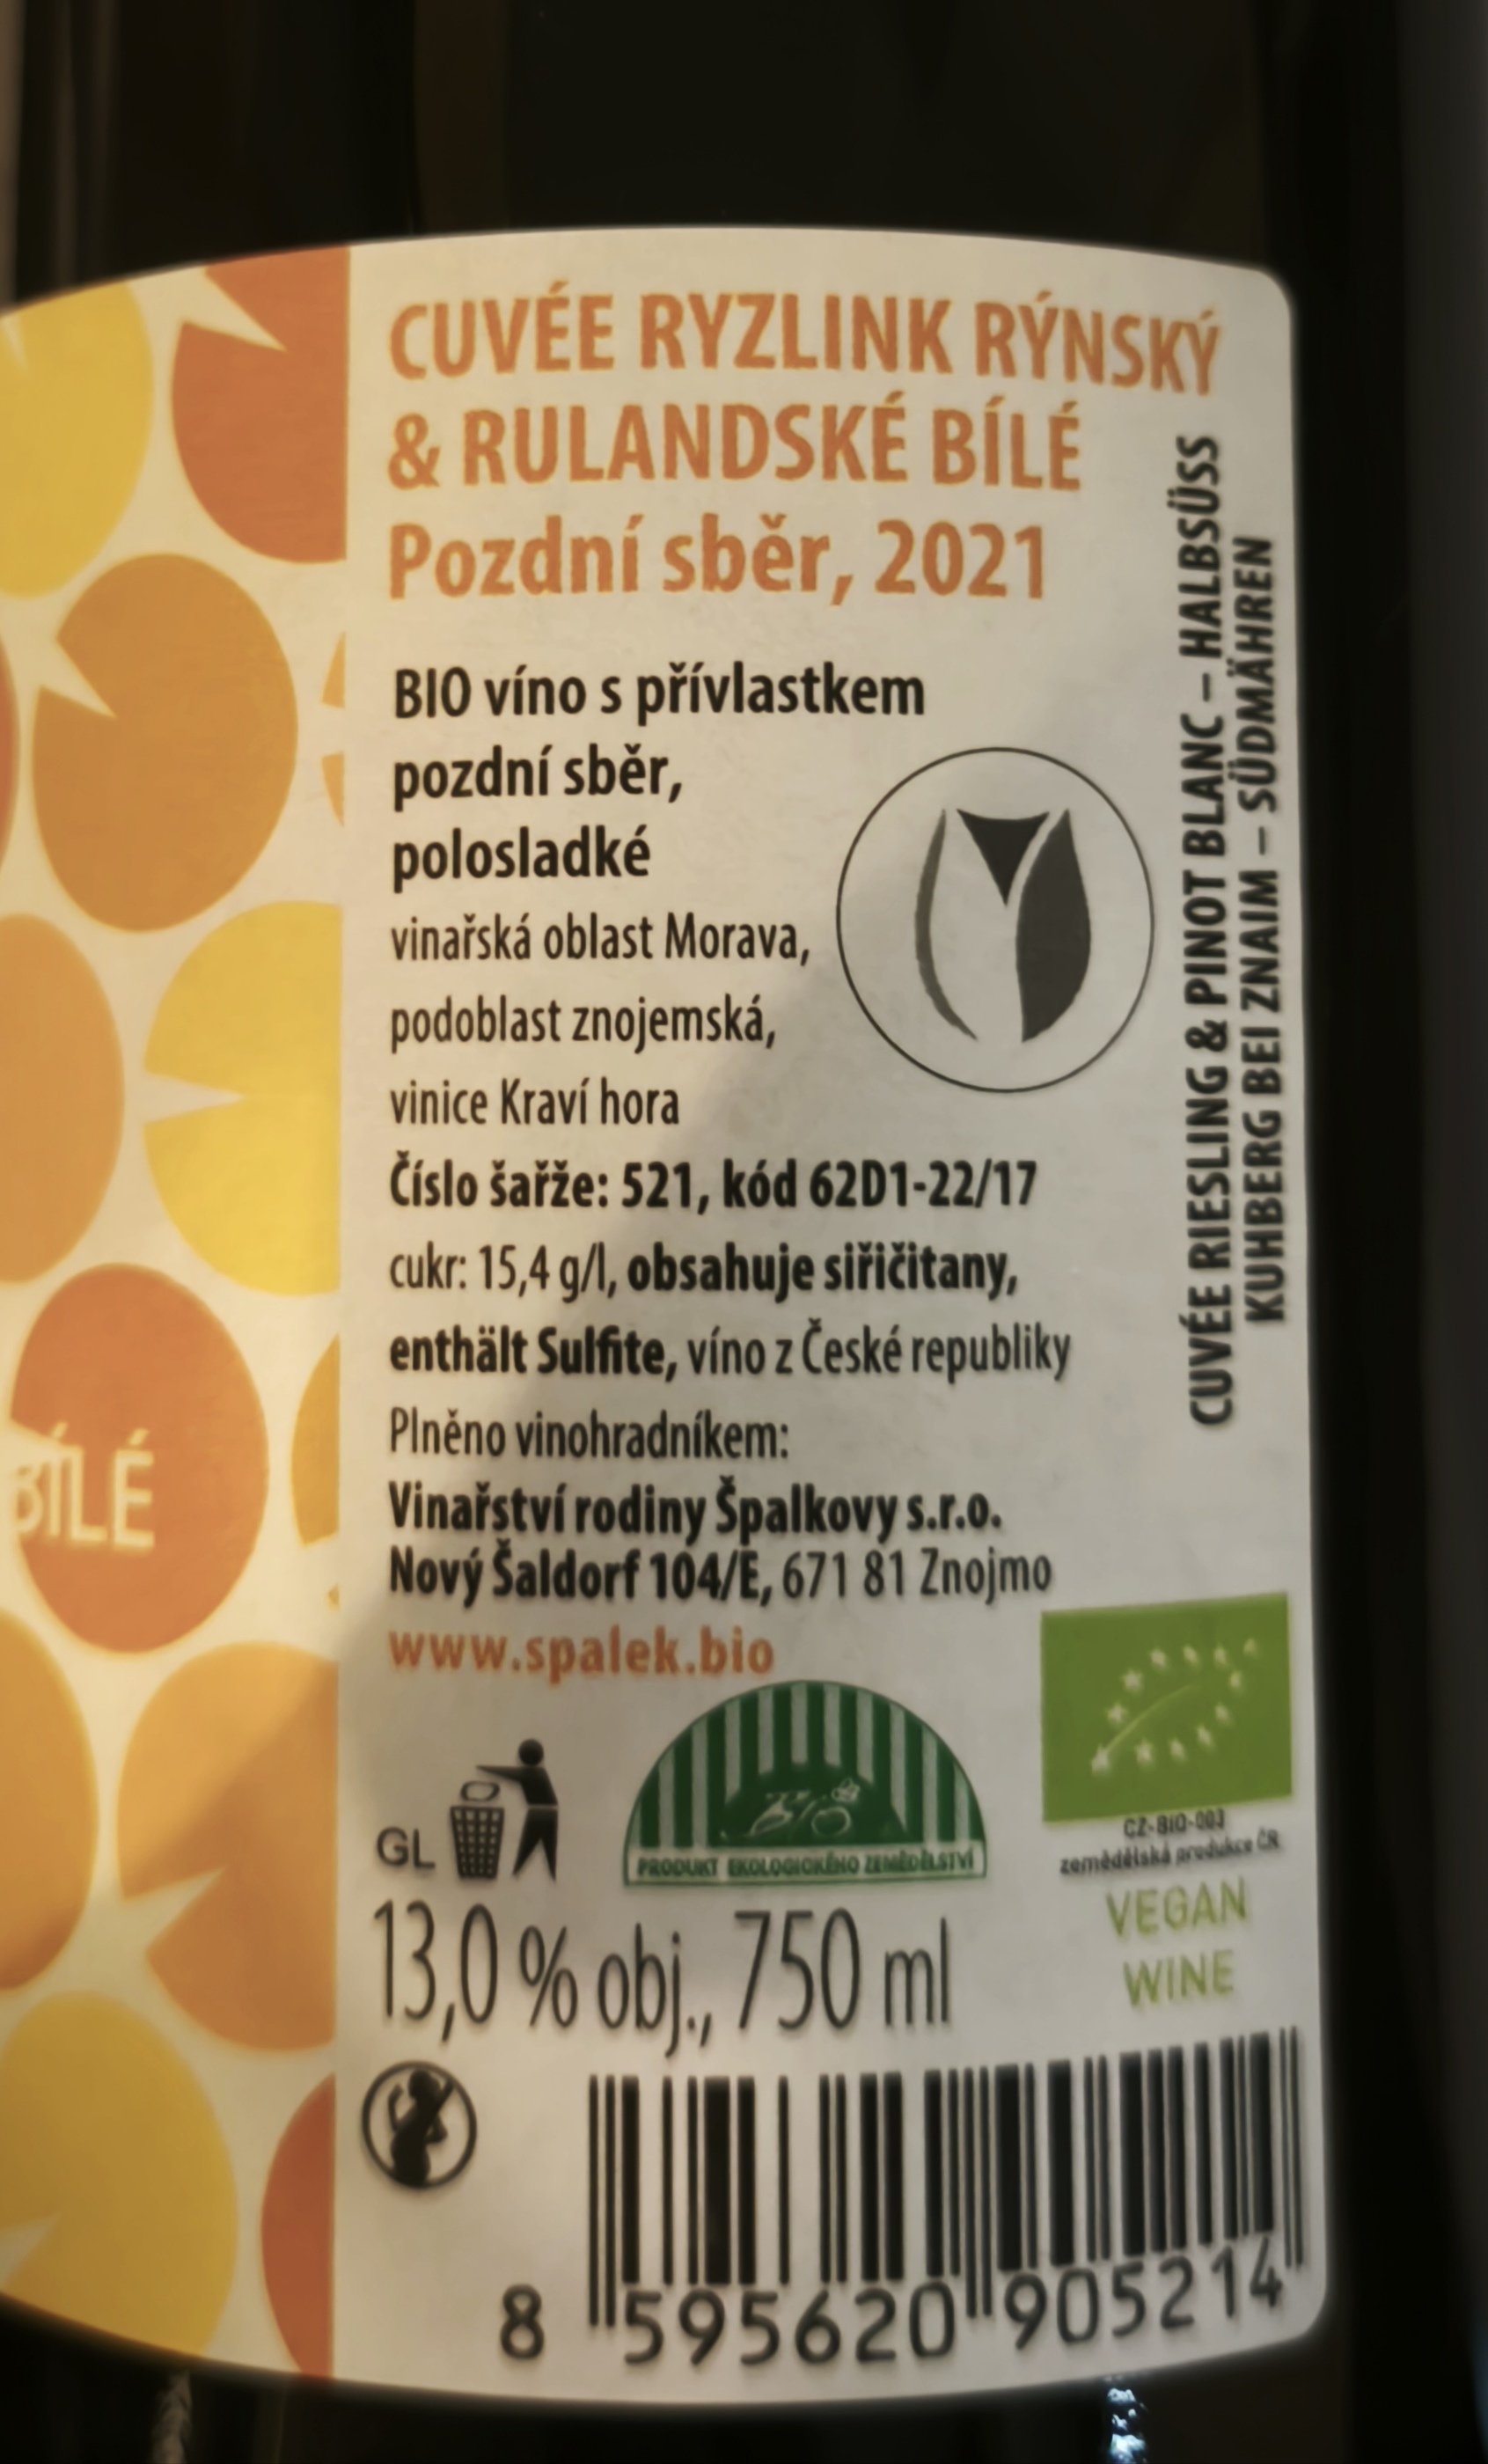 CUVÉE RYZLINK RÝNSKÝ
& RULANDSKÉ BÍLÉ
Pozdní sběr, 2021
BIO víno s přívlastkem
pozdní sběr,
polosladké
vinařská oblast Morava,
podoblast znojemská,
vinice Kraví hora
Číslo šarže: 521, kód 62D1-22/17
cukr: 15,4 g/l, obsahuje siřičitany,
enthält Sulfite, víno z České republiky
Plněno vinohradníkem:
Vinařství rodiny Špalkovy s.r.o.
Nový Šaldorf 104/E, 671 81 Znojmo
www.spalek.bio
CUVÉE RIESLING & PINOT BLANC – HALBSÜSS
KUHBERG BEI ZNAIM – SÜDMÄHREN
BÍLÉ
GL
BIO
PRODUKT EKOLOGICKÉHO ZEMĚDĚLSTVÍ
CZ-BIO-003
zemědělská produkce ČR
VEGAN
WINE
13,0 % obj., 750 ml
8 595620 905214